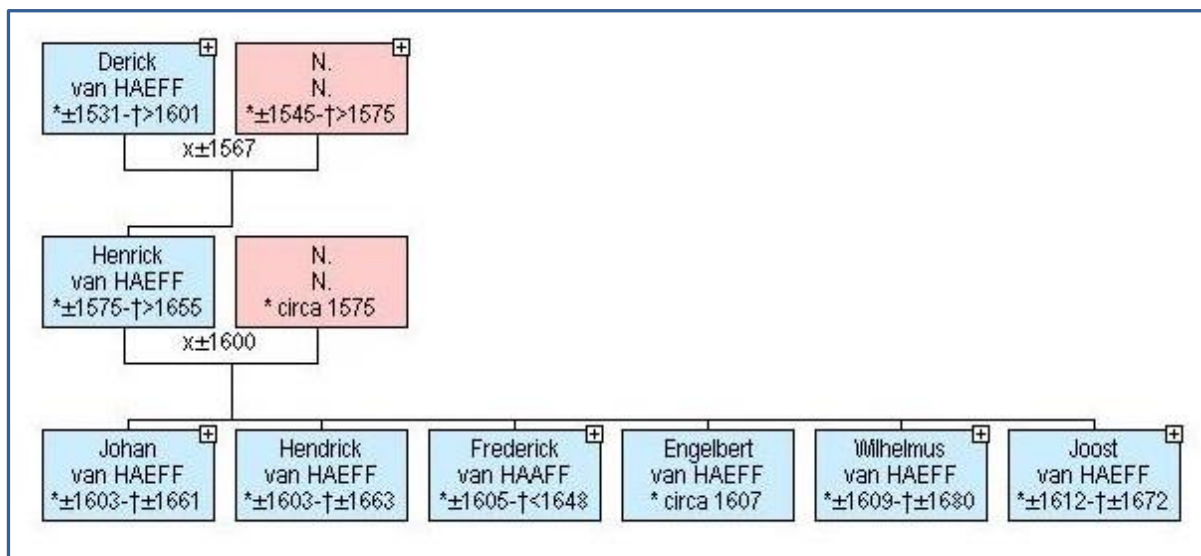 Derick
van HAEFF
*±1531-†>1601
N.
N.
*±1545-†>1575
x±1567
Henrick
van HAEFF
*±1575-†>1655
N.
N.
* circa 1575
x±1600
Johan
van HAEFF
*±1603-†±1661
Hendrick
van HAEFF
*±1603-†±1663
Frederick
van HAAFF
*±1605-†<1648
Engelbert
van HAEFF
* circa 1607
Wilhelmus
van HAEFF
*±1609-†±1680
Joost
van HAEFF
*±1612-†±1672